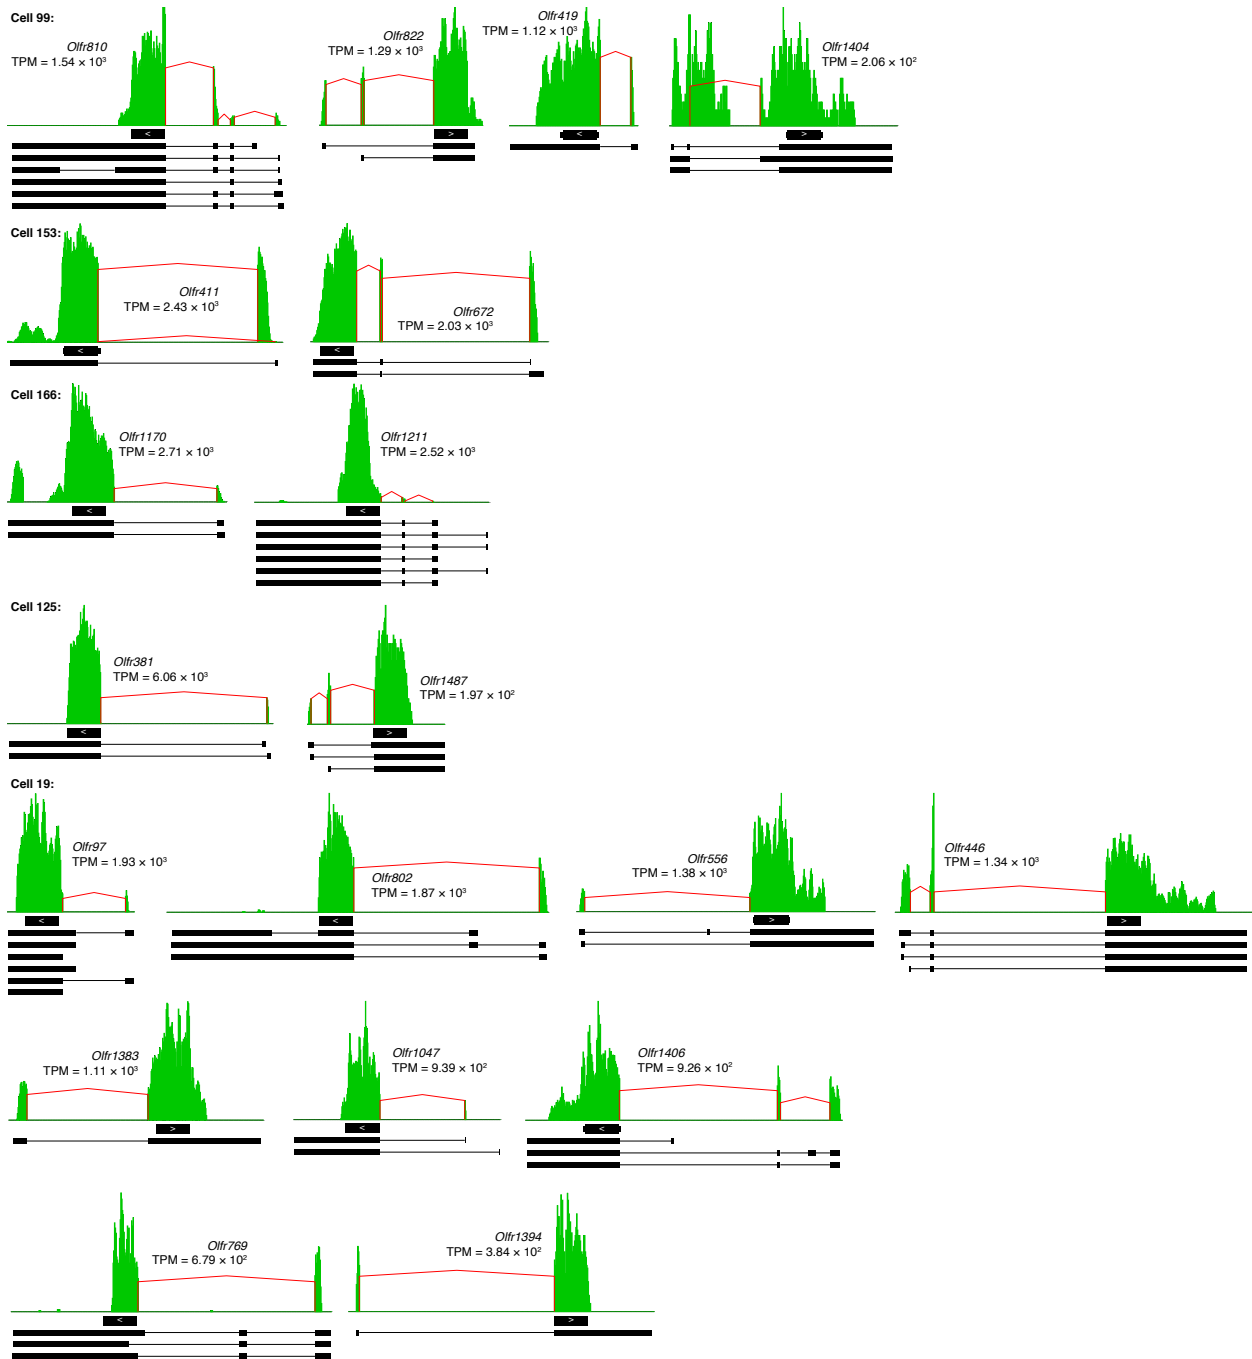 Cell 99:
Olfr810
TPM = 1.54 × 10³
Olfr822
TPM = 1.29 × 10³
Olfr419
TPM = 1.12 × 10³
Olfr1404
TPM = 2.06 × 10²
<
>
<
>
Cell 153:
Olfr411
TPM = 2.43 × 10³
Olfr672
TPM = 2.03 × 10³
<
<
Cell 166:
Olfr1170
TPM = 2.71 × 10³
Olfr1211
TPM = 2.52 × 10³
<
<
Cell 125:
Olfr381
TPM = 6.06 × 10³
Olfr1487
TPM = 1.97 × 10²
<
>
Cell 19:
Olfr97
TPM = 1.93 × 10³
Olfr802
TPM = 1.87 × 10³
Olfr556
TPM = 1.38 × 10³
Olfr446
TPM = 1.34 × 10³
<
<
>
>
Olfr1383
TPM = 1.11 × 10³
Olfr1047
TPM = 9.39 × 10²
Olfr1406
TPM = 9.26 × 10²
>
<
<
Olfr769
TPM = 6.79 × 10²
Olfr1394
TPM = 3.84 × 10²
<
>